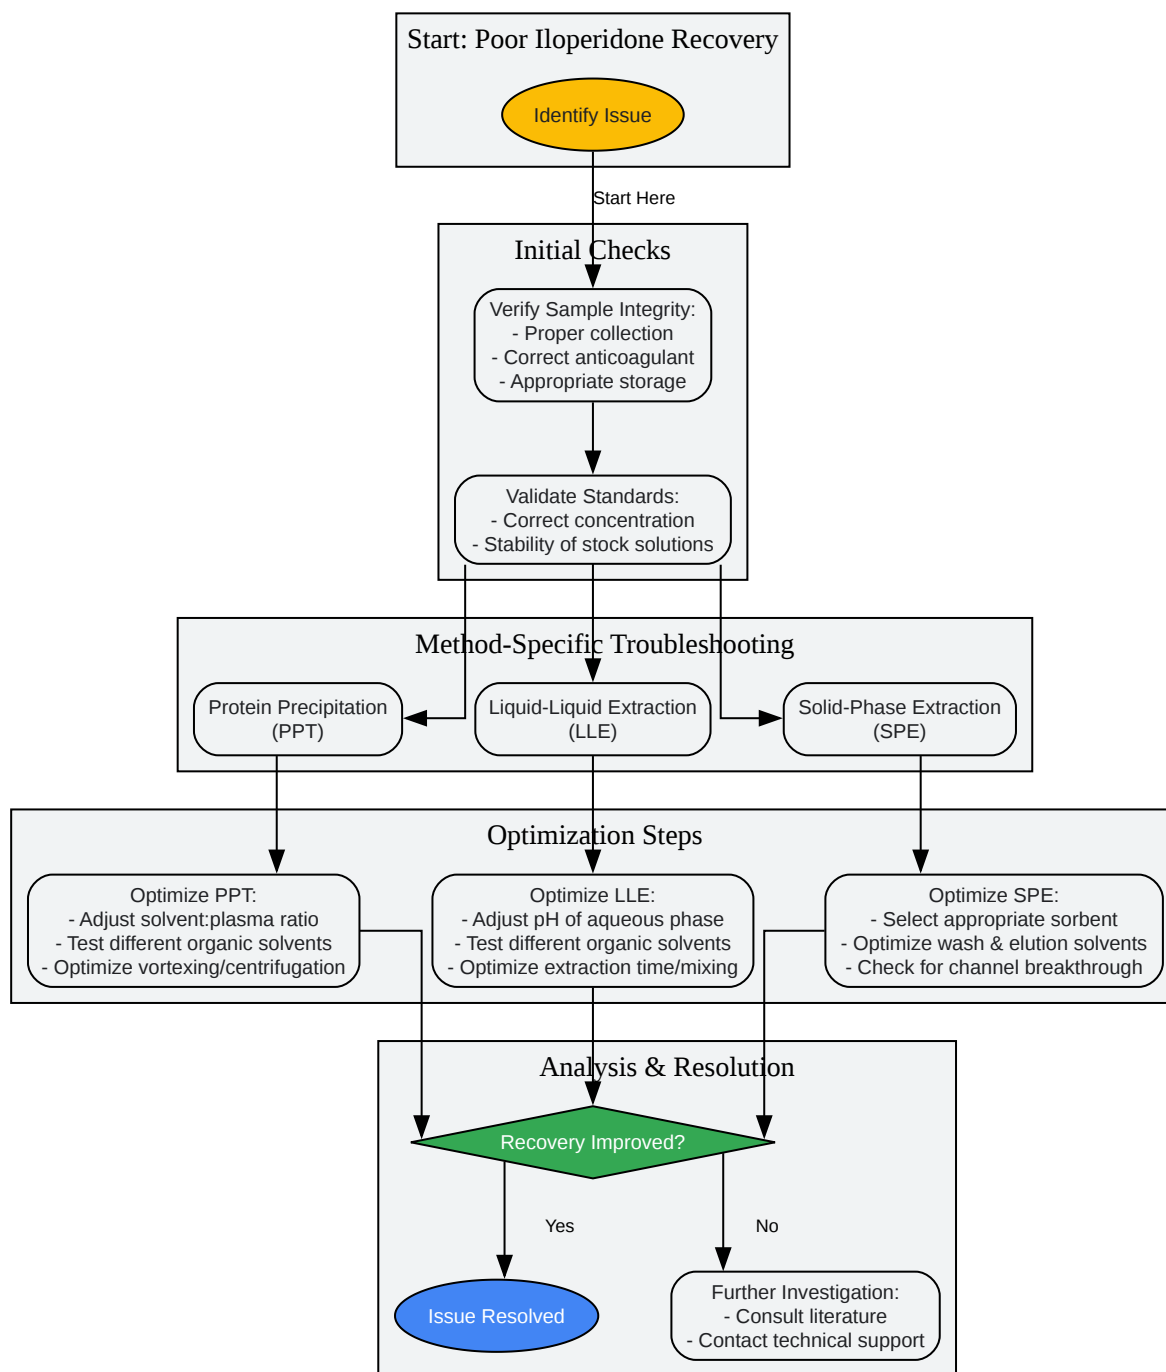 Start: Poor Iloperidone Recovery
Identify Issue
Start Here
Initial Checks
Verify Sample Integrity:
- Proper collection
- Correct anticoagulant
- Appropriate storage
Validate Standards:
- Correct concentration
- Stability of stock solutions
Method-Specific Troubleshooting
Protein Precipitation
(PPT)
Liquid-Liquid Extraction
(LLE)
Solid-Phase Extraction
(SPE)
Optimization Steps
Optimize PPT:
- Adjust solvent:plasma ratio
- Test different organic solvents
- Optimize vortexing/centrifugation
Optimize LLE:
- Adjust pH of aqueous phase
- Test different organic solvents
- Optimize extraction time/mixing
Optimize SPE:
- Select appropriate sorbent
- Optimize wash & elution solvents
- Check for channel breakthrough
Analysis & Resolution
Recovery Improved?
Yes
No
Issue Resolved
Further Investigation:
- Consult literature
- Contact technical support